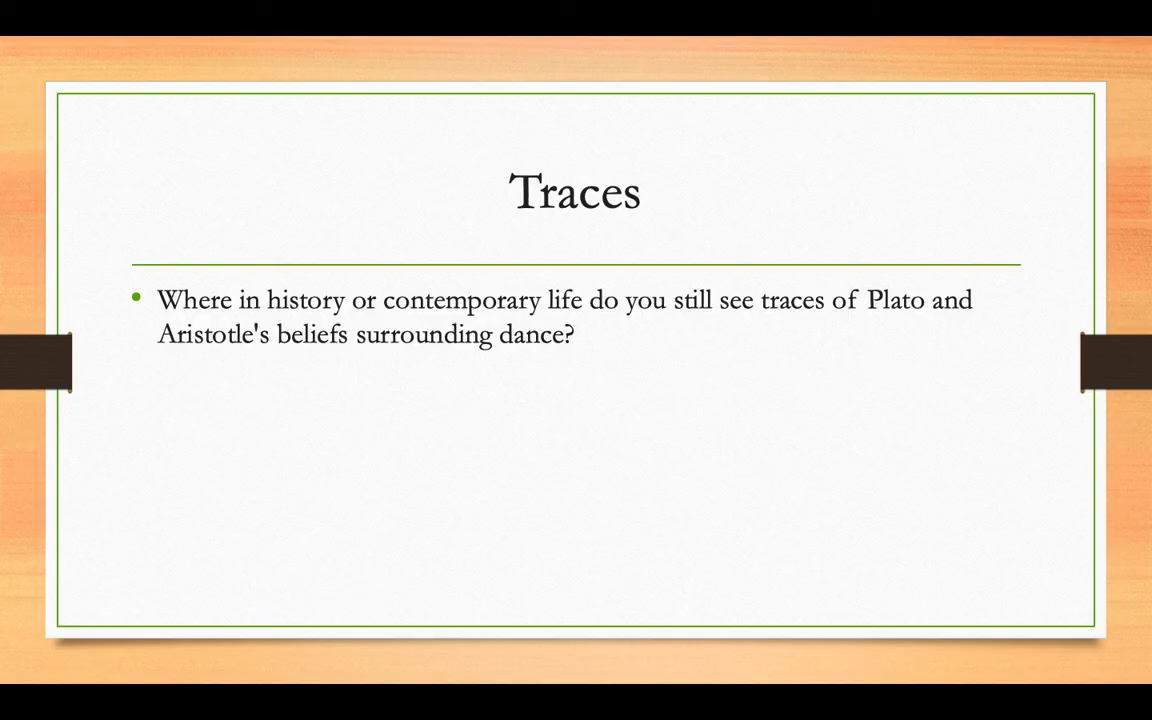 Traces
• Where in history or contemporary life do you still see traces of Plato and
Aristotle's beliefs surrounding dance?